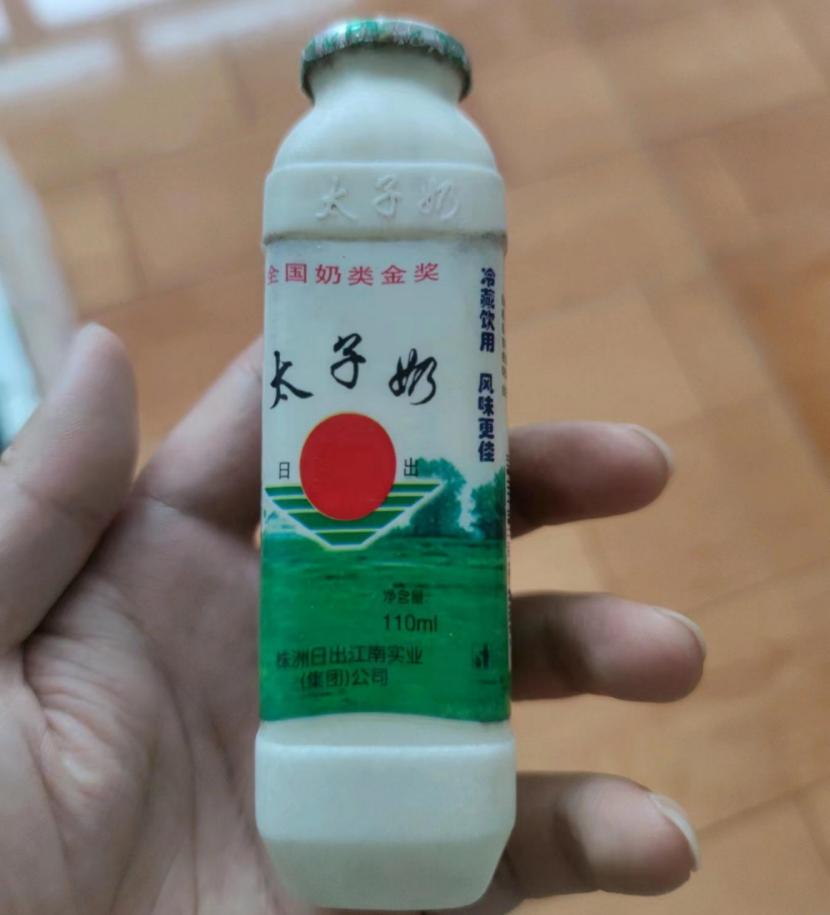 太子奶
全国奶类金奖
冷藏饮用 风味更佳
太子奶
日 出
净含量:
110ml
株洲日出江南实业
(集团)公司